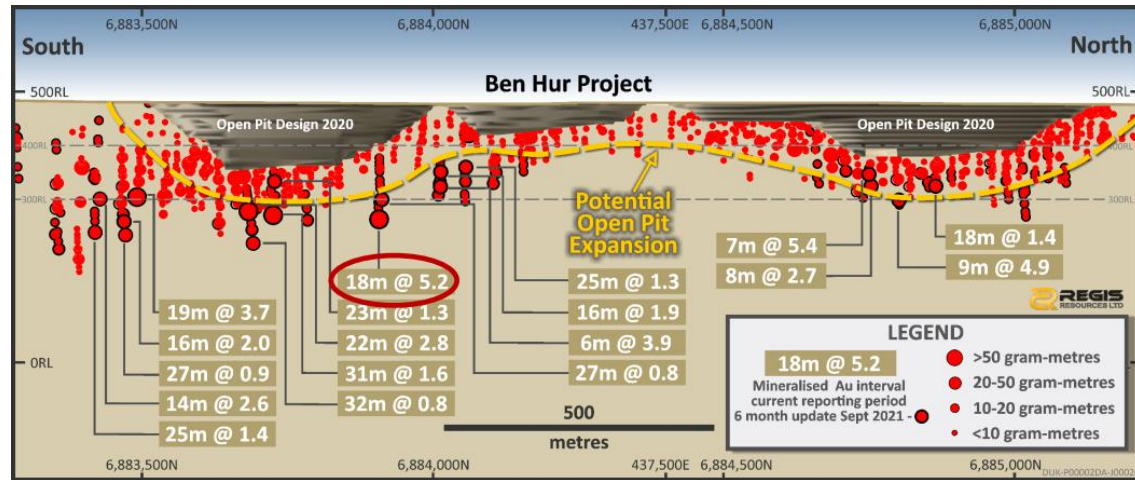 6,883,500N 6,884,000N 437,500E 6,884,500N 6,885,000N
South North
Ben Hur Project
500RL 500RL
Open Pit Design 2020 Open Pit Design 2020
400RL 400RL
300RL 300RL
Potential
Open Pit
Expansion
18m @ 5.2
23m @ 1.3
22m @ 2.8
31m @ 1.6
32m @ 0.8
19m @ 3.7
16m @ 2.0
27m @ 0.9
14m @ 2.6
25m @ 1.4
25m @ 1.3
16m @ 1.9
6m @ 3.9
27m @ 0.8
7m @ 5.4
8m @ 2.7
18m @ 1.4
9m @ 4.9
REGIS
RESOURCES LTD
0RL
500
metres
LEGEND
18m @ 5.2
Mineralised Au interval
current reporting period
6 month update Sept 2021 -
>50 gram-metres
20-50 gram-metres
10-20 gram-metres
<10 gram-metres
6,883,500N 6,884,000N 437,500E 6,884,500N 6,885,000N